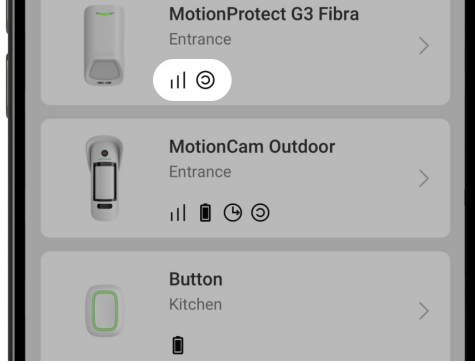 MotionProtect G3 Fibra
Entrance
MotionCam Outdoor
Entrance
Button
Kitchen